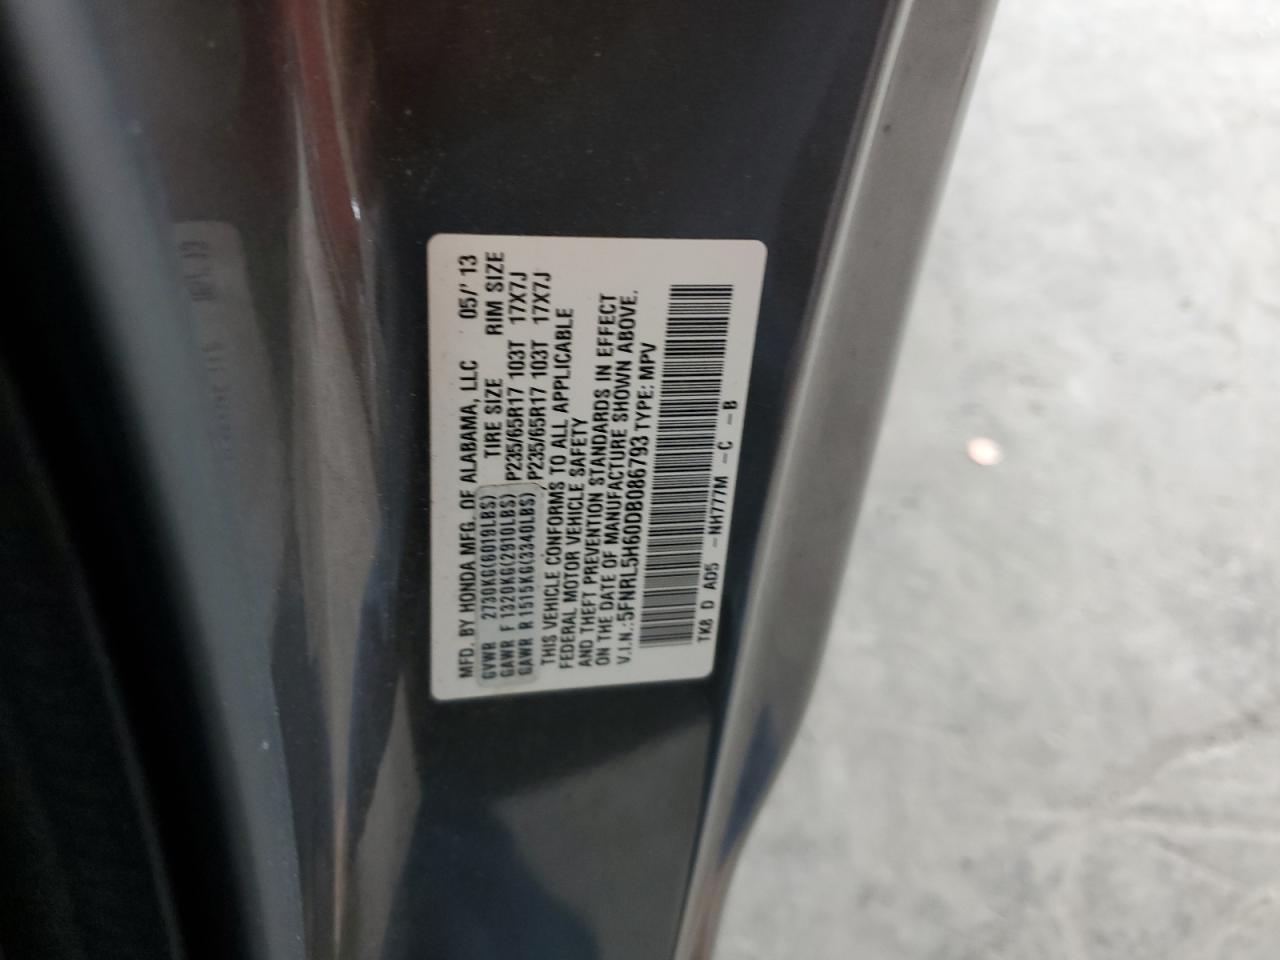 MFD. BY HONDA MFG. OF ALABAMA, LLC 05/'13
GVWR 2730KG(6019LBS) TIRE SIZE RIM SIZE
GAWR F 1320KG(2910LBS) P235/65R17 103T 17X7J
GAWR R 1515KG(3340LBS) P235/65R17 103T 17X7J
THIS VEHICLE CONFORMS TO ALL APPLICABLE
FEDERAL MOTOR VEHICLE SAFETY
AND THEFT PREVENTION STANDARDS IN EFFECT
ON THE DATE OF MANUFACTURE SHOWN ABOVE.
V.I.N.: 5FNRL5H60DB086793 TYPE: MPV
TK8 D AD5 -NH777M -C -B